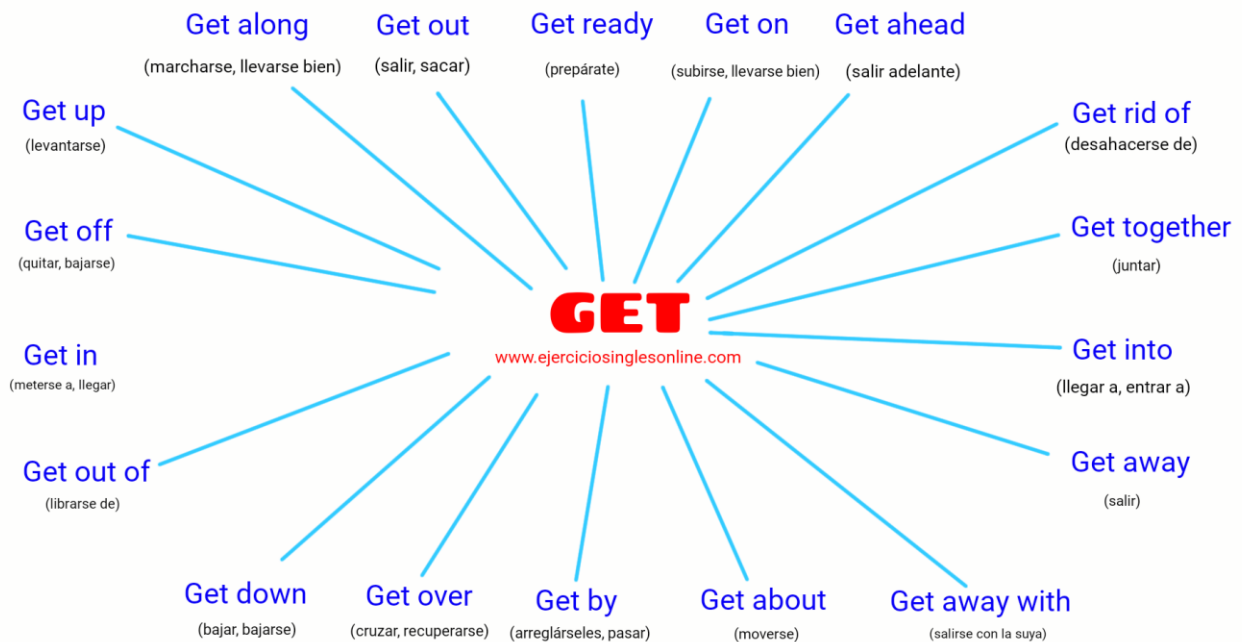 Get along
(marcharse, llevarse bien)
Get out
(salir, sacar)
Get ready
(prepárate)
Get on
(subirse, llevarse bien)
Get ahead
(salir adelante)
Get up
(levantarse)
Get rid of
(desahacerse de)
Get off
(quitar, bajarse)
Get together
(juntar)
GET
www.ejerciciosinglesonline.com
Get in
(meterse a, llegar)
Get into
(llegar a, entrar a)
Get out of
(librarse de)
Get away
(salir)
Get down
(bajar, bajarse)
Get over
(cruzar, recuperarse)
Get by
(arreglárseles, pasar)
Get about
(moverse)
Get away with
(salirse con la suya)